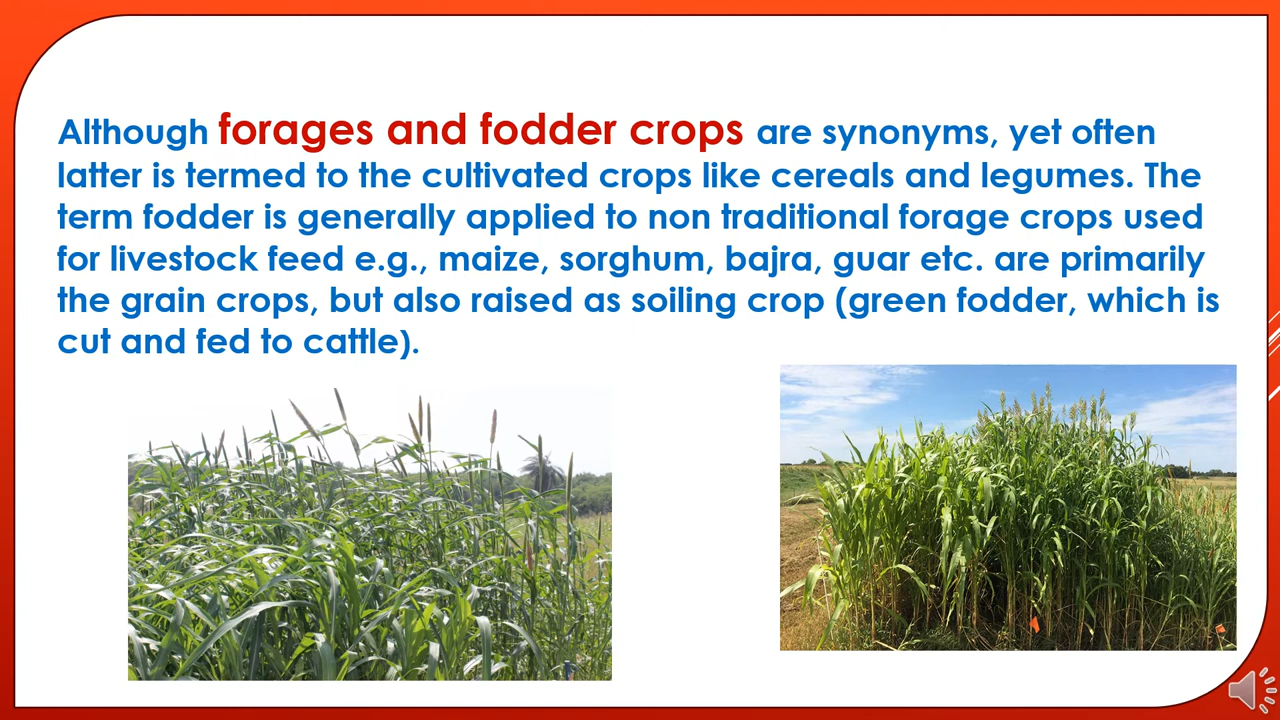 Although forages and fodder crops are synonyms, yet often
latter is termed to the cultivated crops like cereals and legumes. The
term fodder is generally applied to non traditional forage crops used
for livestock feed e.g., maize, sorghum, bajra, guar etc. are primarily
the grain crops, but also raised as soiling crop (green fodder, which is
cut and fed to cattle).